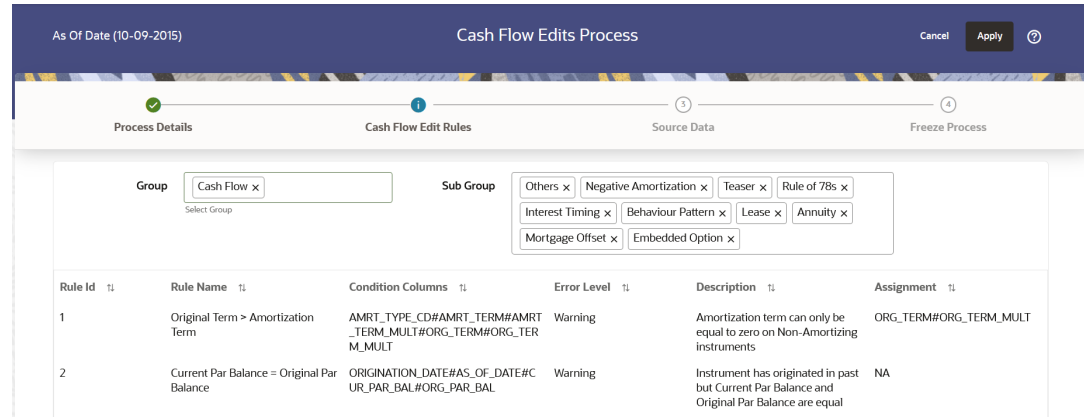 As Of Date (10-09-2015)
Cash Flow Edits Process
Cancel
Apply
?
i
3
4
Process Details
Cash Flow Edit Rules
Source Data
Freeze Process
Group
Cash Flow ×
Select Group
Sub Group
Others × Negative Amortization × Teaser × Rule of 78s ×
Interest Timing × Behaviour Pattern × Lease × Annuity ×
Mortgage Offset × Embedded Option ×
Rule Id Rule Name Condition Columns Error Level Description Assignment
1
Original Term > Amortization
Term
AMRT_TYPE_CD#AMRT_TERM#AMRT
_TERM_MULT#ORG_TERM#ORG_TER
M_MULT
Warning
Amortization term can only be
equal to zero on Non-Amortizing
instruments
ORG_TERM#ORG_TERM_MULT
2
Current Par Balance = Original Par
Balance
ORIGINATION_DATE#AS_OF_DATE#C
UR_PAR_BAL#ORG_PAR_BAL
Warning
Instrument has originated in past
but Current Par Balance and
Original Par Balance are equal
NA